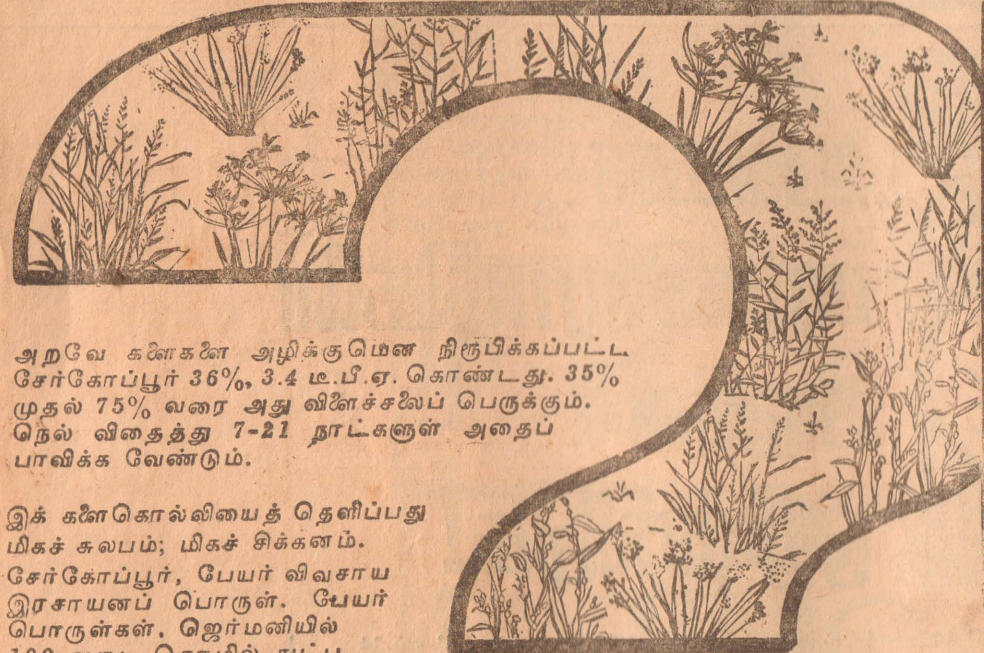 அறவே களைகளை அழிக்குமென நிரூபிக்கப்பட்ட
சேர்கோப்பூர் 36%, 3.4 டீ.பீ.ஏ. கொண்டது. 35%
முதல் 75% வரை அது விளைச்சலைப் பெருக்கும்.
நெல் விதைத்து 7-21 நாட்களுள் அதைப்
பாவிக்க வேண்டும்.
இக் களைகொல்லியைத் தெளிப்பது
மிகச் சுலபம்; மிகச் சிக்கனம்.
சேர்கோப்பூர், பேயர் விவசாய
இரசாயனப் பொருள். பேயர்
பொருள்கள். ஜெர்மனியில்